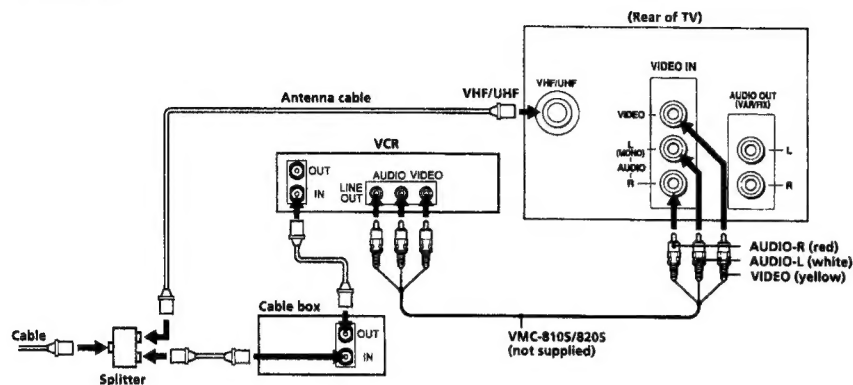 (Rear of TV)
VIDEO IN
VHF/UHF
AUDIO OUT
(VAR/FIX)
Antenna cable
VHF/UHF
VIDEO
L
(MONO)
AUDIO
R
L
R
VCR
OUT
IN
AUDIO VIDEO
LINE
OUT
AUDIO-R (red)
AUDIO-L (white)
VIDEO (yellow)
Cable box
OUT
IN
VMC-810S/820S
(not supplied)
Cable
Splitter